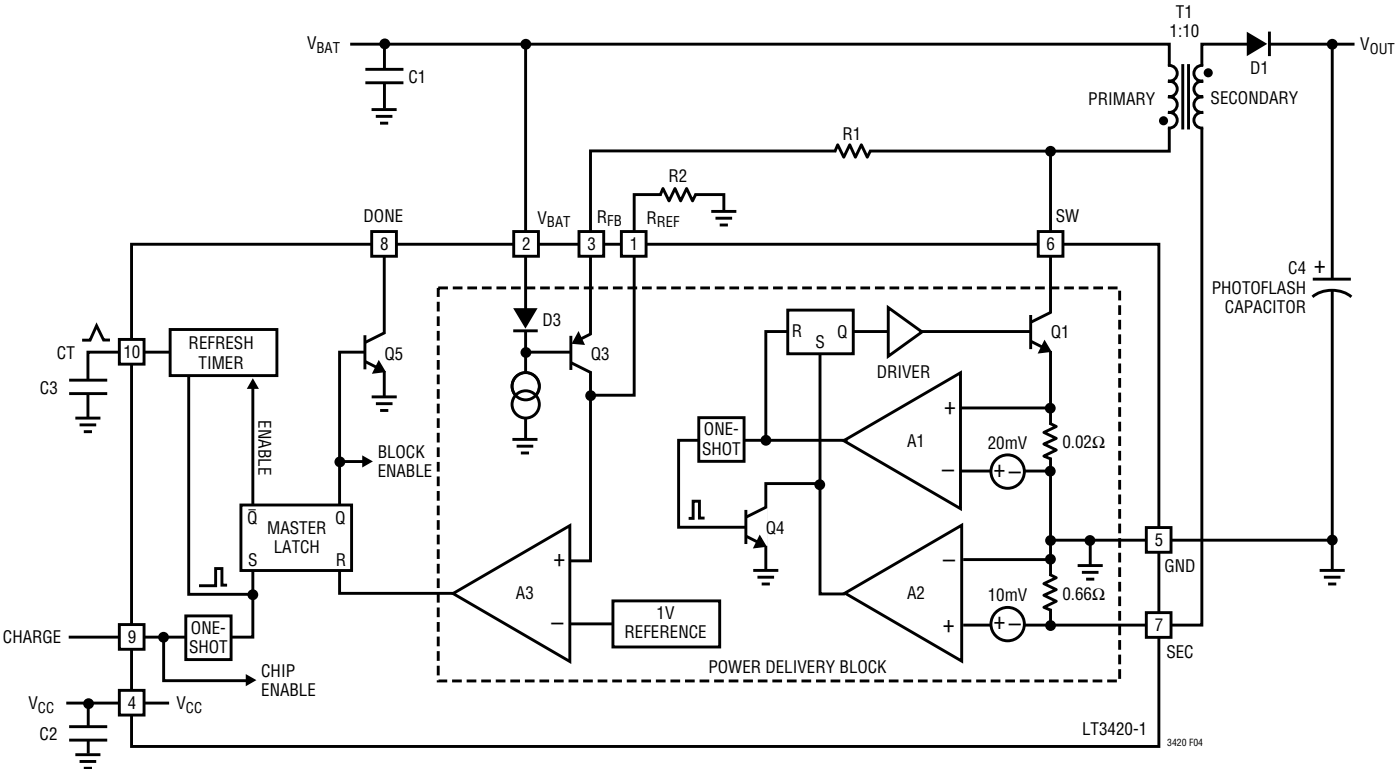 T1
1:10
VBAT
C1
PRIMARY
SECONDARY
D1
VOUT
R1
R2
DONE
VBAT
RFB
RREF
SW
8
2
3
1
6
C4
+
PHOTOFLASH
CAPACITOR
D3
Q3
R
S
Q
DRIVER
Q1
CT
10
REFRESH
TIMER
Q5
C3
ENABLE
BLOCK
ENABLE
ONE-
SHOT
A1
+
–
20mV
+ –
0.02Ω
Q̄
Q
MASTER
LATCH
S
R
Q4
A3
+
–
1V
REFERENCE
A2
–
+
10mV
+ –
0.66Ω
5
GND
7
SEC
CHARGE
9
ONE-
SHOT
CHIP
ENABLE
POWER DELIVERY BLOCK
VCC
4
VCC
C2
LT3420-1
3420 F04